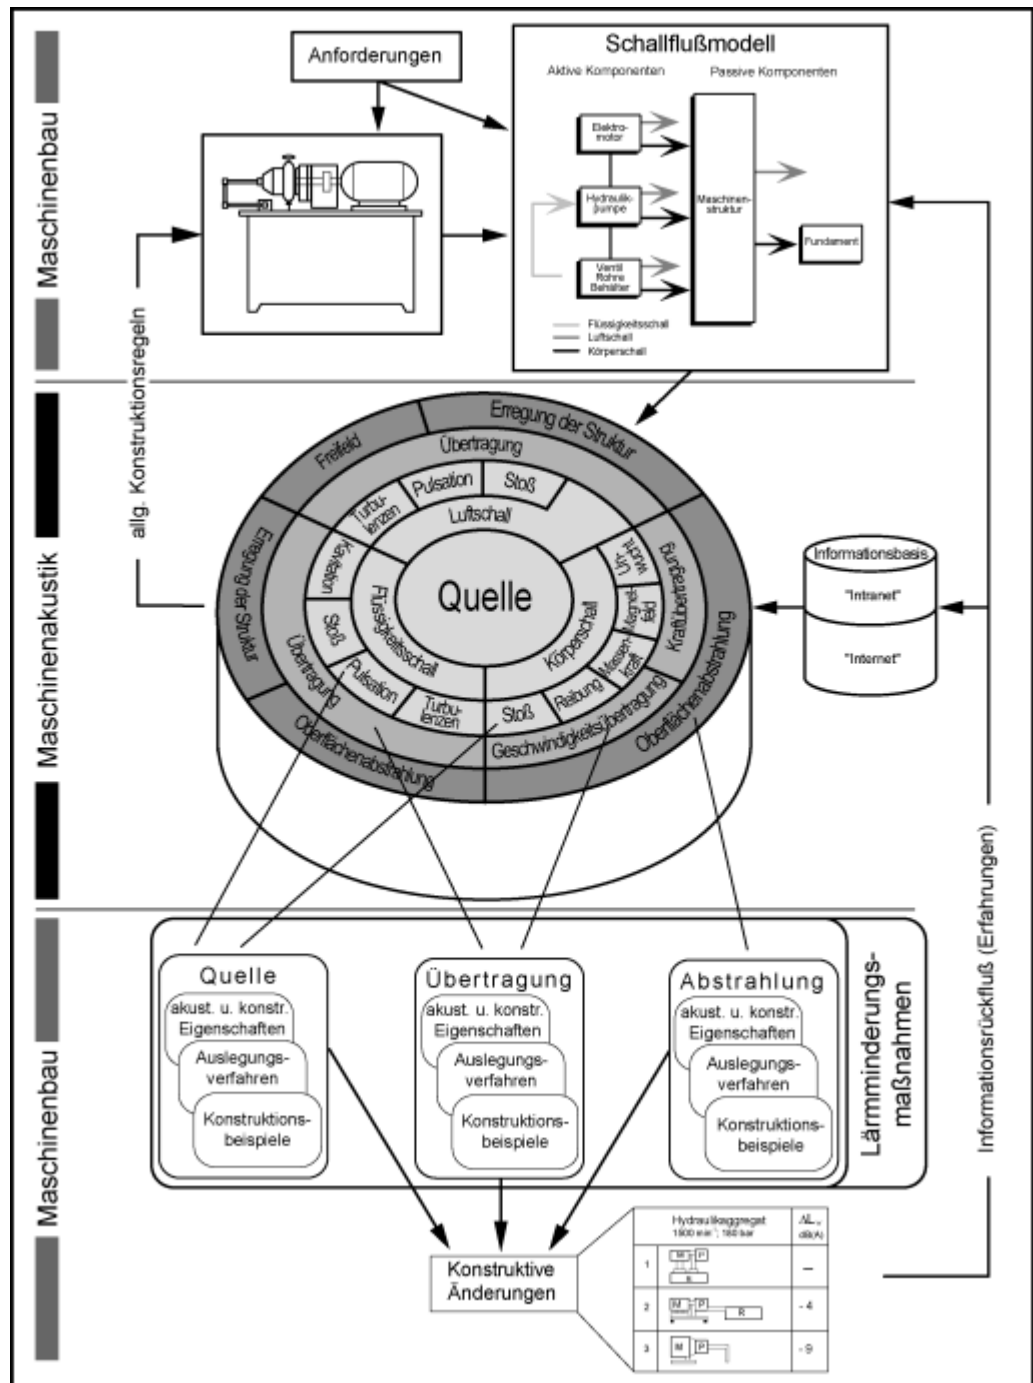 Maschinenbau
Anforderungen
Schallflußmodell
Aktive Komponenten
Passive Komponenten
Elektro-
motor
Hydraulik-
pumpe
Ventil
Rohre
Behälter
Maschinen-
struktur
Fundament
Flüssigkeitsschall
Luftschall
Körperschall
allg. Konstruktionsregeln
Maschinenakustik
Freifeld
Erregung der Struktur
Übertragung
Turbu-
lenzen
Pulsation
Stoß
Luftschall
Erregung der Struktur
Kavitation
Stoß
Pulsation
Turbu-
lenzen
Flüssigkeitsschall
Übertragung
Oberflächenabstrahlung
Quelle
Körperschall
Un-
wucht
Magnet-
feld
Massen-
kraft
Reibung
Stoß
Kraftübertragung
Geschwindigkeitsübertragung
Oberflächenabstrahlung
Informationsbasis
"Intranet"
"Internet"
Informationsrückfluß (Erfahrungen)
Maschinenbau
Quelle
akust. u. konstr.
Eigenschaften
Auslegungs-
verfahren
Konstruktions-
beispiele
Übertragung
akust. u. konstr.
Eigenschaften
Auslegungs-
verfahren
Konstruktions-
beispiele
Abstrahlung
akust. u. konstr.
Eigenschaften
Auslegungs-
verfahren
Konstruktions-
beispiele
Lärmminderungs-
maßnahmen
Konstruktive
Änderungen
Hydraulikaggregat
dB(A)
1
M P
–
2
M P R
- 4
3
M P
- 9